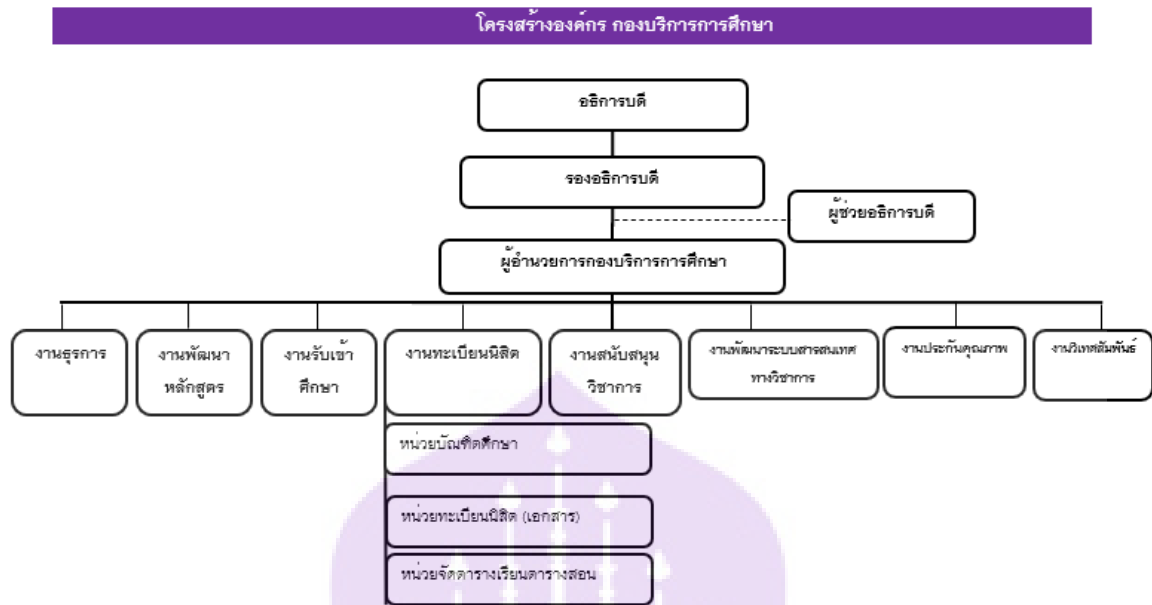 โครงสร้างองค์กร กองบริการการศึกษา
อธิการบดี
รองอธิการบดี
ผู้ช่วยอธิการบดี
ผู้อำนวยการกองบริการการศึกษา
งานธุรการ
งานพัฒนา
หลักสูตร
งานรับเข้า
ศึกษา
งานทะเบียนนิสิต
งานสนับสนุน
วิชาการ
งานพัฒนาระบบสารสนเทศ
ทางวิชาการ
งานประกันคุณภาพ
งานวิเทศสัมพันธ์
หน่วยบัณฑิตศึกษา
หน่วยทะเบียนนิสิต (เอกสาร)
หน่วยจัดตารางเรียนตารางสอน